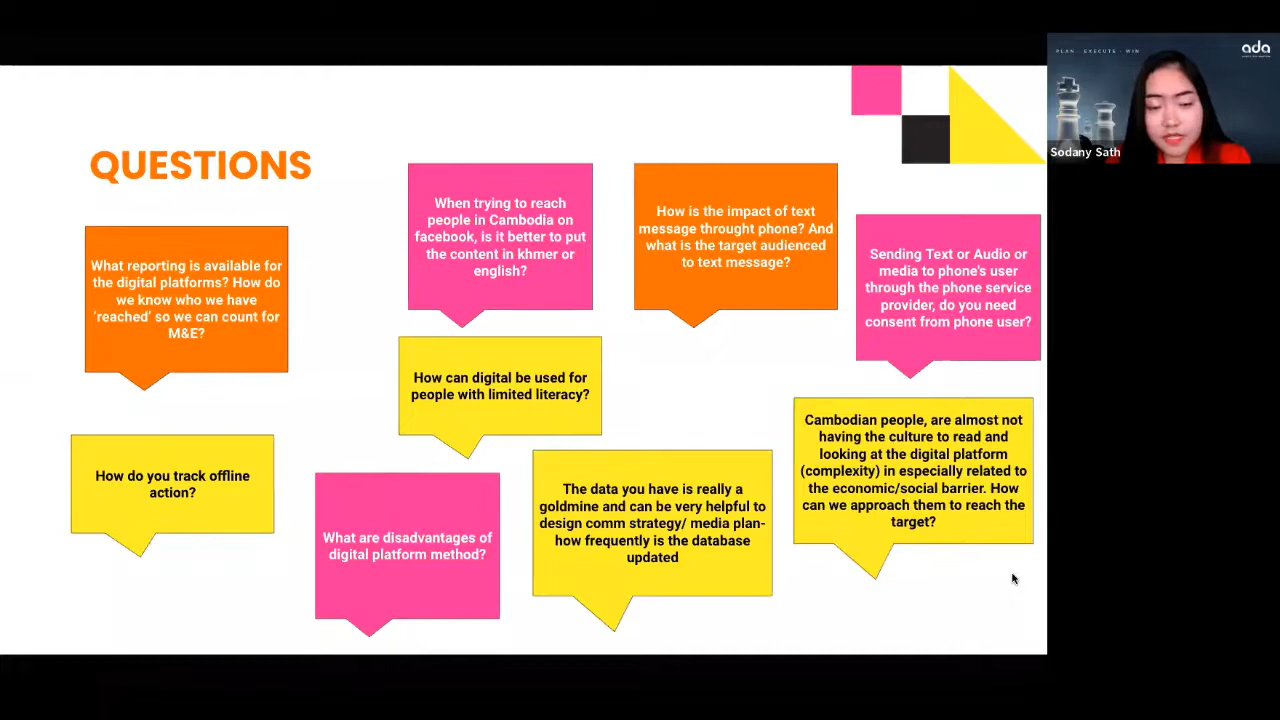 PLAN - EXECUTE - WIN
ada
Sodany Sath
QUESTIONS
What reporting is available for
the digital platforms? How do
we know who we have
‘reached’ so we can count for
M&E?
When trying to reach
people in Cambodia on
facebook, is it better to put
the content in khmer or
english?
How is the impact of text
message throught phone? And
what is the target audienced
to text message?
Sending Text or Audio or
media to phone's user
through the phone service
provider, do you need
consent from phone user?
How can digital be used for
people with limited literacy?
Cambodian people, are almost not
having the culture to read and
looking at the digital platform
(complexity) in especially related to
the economic/social barrier. How
can we approach them to reach the
target?
How do you track offline
action?
What are disadvantages of
digital platform method?
The data you have is really a
goldmine and can be very helpful to
design comm strategy/ media plan-
how frequently is the database
updated